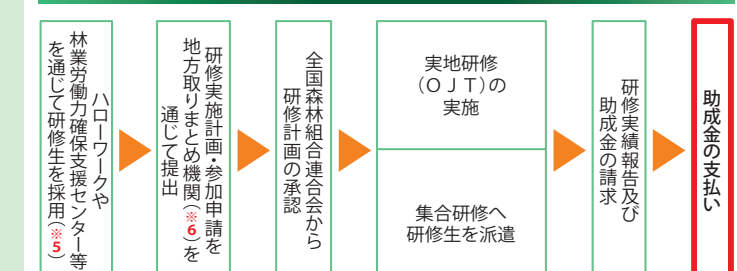 ハローワークや
林業労働力確保支援センター等
を通じて研修生を採用(※5)
研修実施計画・参加申請を
地方取りまとめ機関(※6)を
通じて提出
全国森林組合連合会から
研修計画の承認
実地研修
(OJT)の
実施
集合研修へ
研修生を派遣
研修実績報告及び
助成金の請求
助成金の支払い